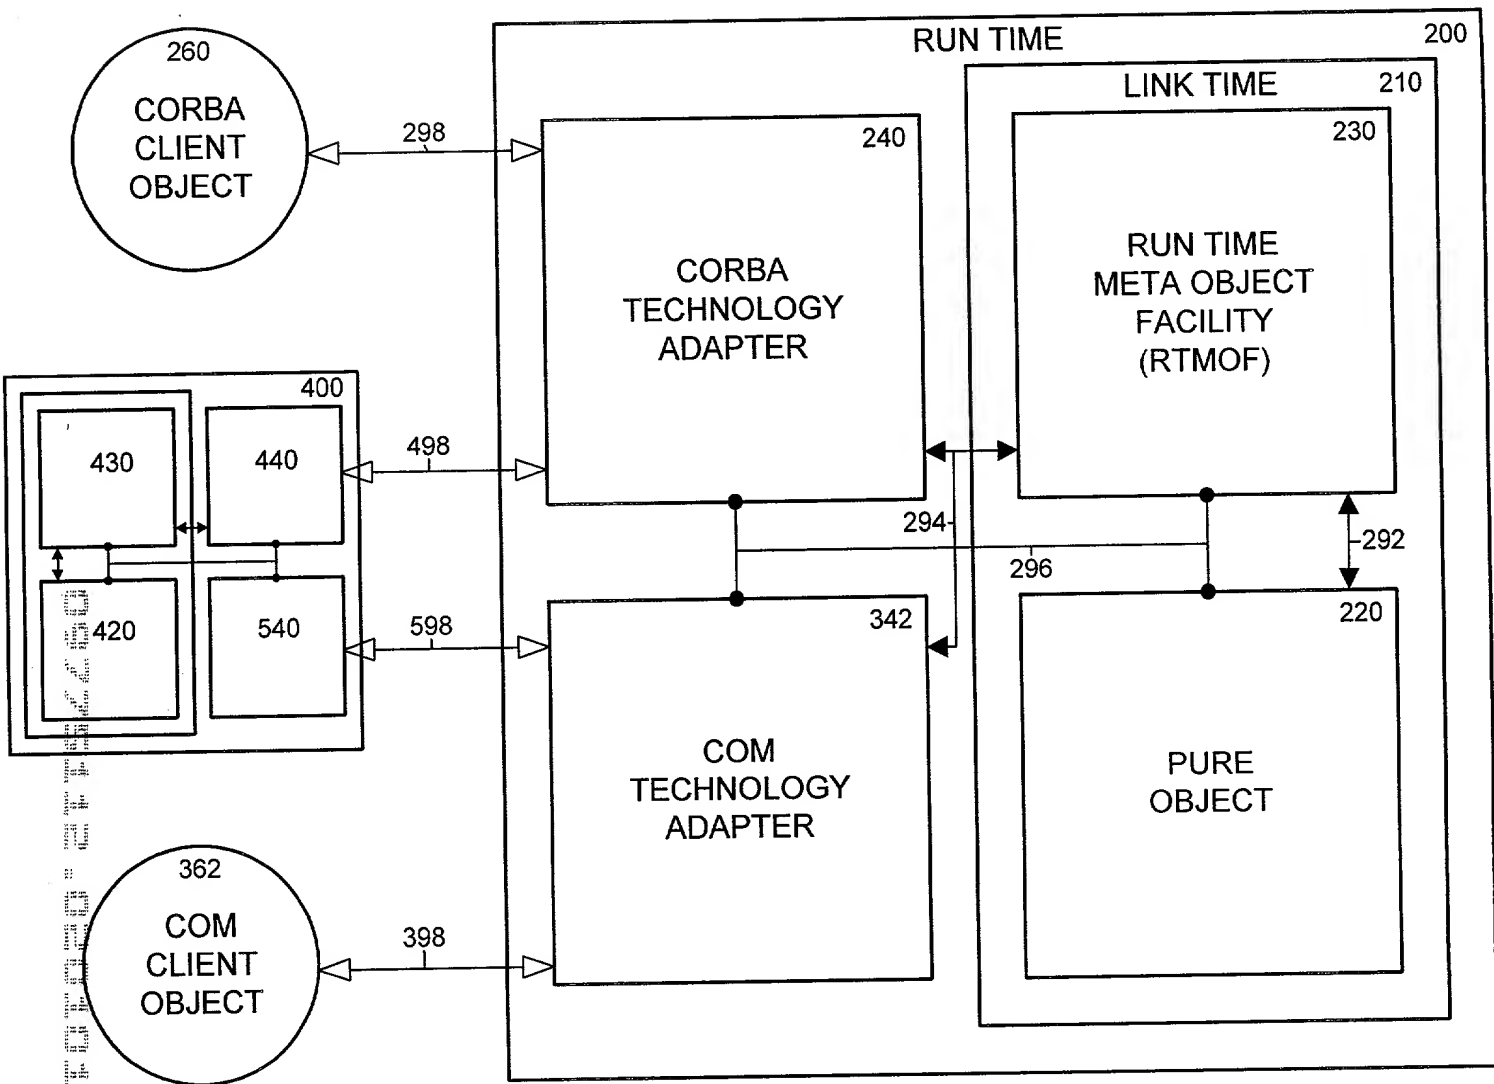 RUN TIME
200
LINK TIME
210
260
CORBA
CLIENT
OBJECT
298
240
CORBA
TECHNOLOGY
ADAPTER
230
RUN TIME
META OBJECT
FACILITY
(RTMOF)
400
430
440
498
420
540
598
294
296
292
342
COM
TECHNOLOGY
ADAPTER
220
PURE
OBJECT
362
COM
CLIENT
OBJECT
398